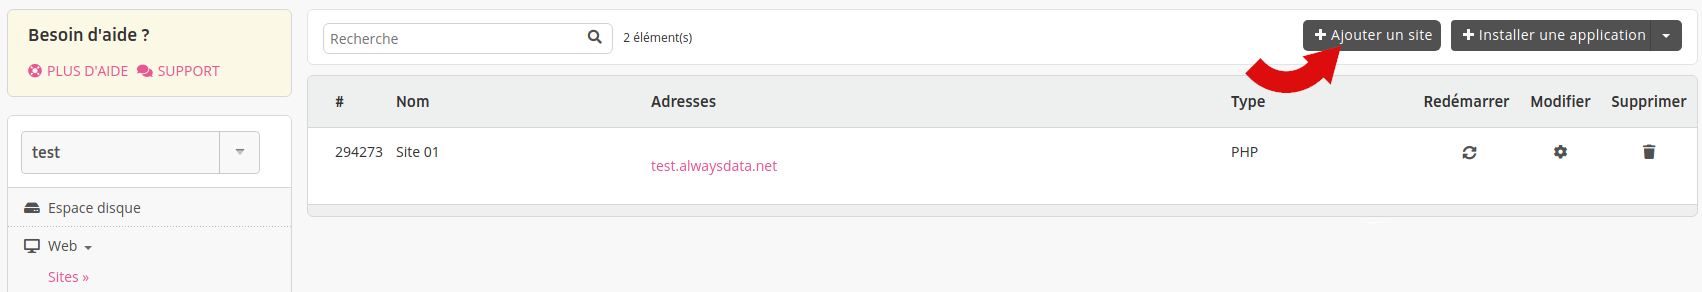 Besoin d'aide ?
PLUS D'AIDE SUPPORT
test
Espace disque
Web
Sites »
Recherche 2 élément(s) Ajouter un site Installer une application
# Nom Adresses Type Redémarrer Modifier Supprimer
294273 Site 01 PHP
test.alwaysdata.net